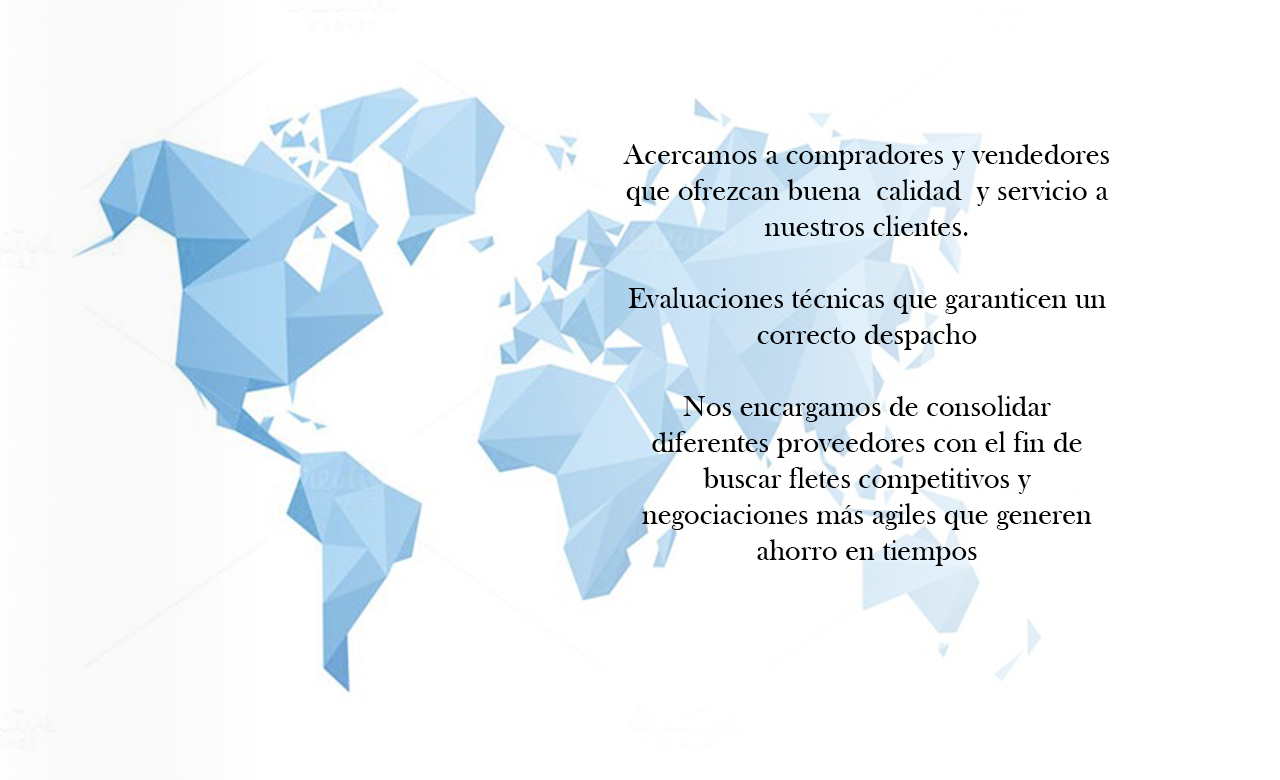 Acercamos a compradores y vendedores
que ofrezcan buena  calidad  y servicio a
nuestros clientes.
Evaluaciones técnicas que garanticen un
correcto despacho
Nos encargamos de consolidar
diferentes proveedores con el fin de
buscar fletes competitivos y
negociaciones más agiles que generen
ahorro en tiempos